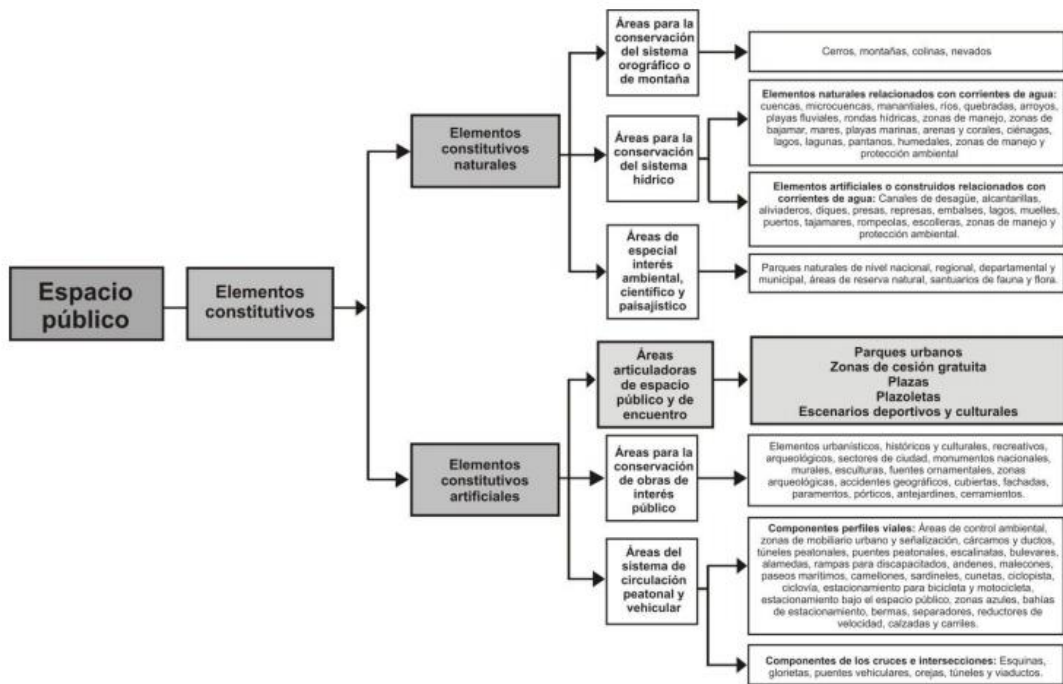 Espacio
público
Elementos
constitutivos
Elementos
constitutivos
naturales
Áreas para la
conservación
del sistema
orográfico o
de montaña
Cerros, montañas, colinas, nevados
Áreas para la
conservación
del sistema
hídrico
Elementos naturales relacionados con corrientes de agua:
cuencas, microcuencas, manantiales, ríos, quebradas, arroyos,
playas fluviales, rondas hídricas, zonas de manejo, zonas de
bajamar, mares, playas marinas, arenas y corales, ciénagas,
lagos, lagunas, pantanos, humedales, zonas de manejo y
protección ambiental
Elementos artificiales o construidos relacionados con
corrientes de agua: Canales de desagüe, alcantarillas,
aliviaderos, diques, presas, represas, embalses, lagos, muelles,
puertos, tajamares, rompeolas, escolleras, zonas de manejo y
protección ambiental.
Áreas de
especial
interés
ambiental,
científico y
paisajístico
Parques naturales de nivel nacional, regional, departamental y
municipal, áreas de reserva natural, santuarios de fauna y flora.
Elementos
constitutivos
artificiales
Áreas
articuladoras
de espacio
público y de
encuentro
Parques urbanos
Zonas de cesión gratuita
Plazas
Plazoletas
Escenarios deportivos y culturales
Áreas para la
conservación
de obras de
interés
público
Elementos urbanísticos, históricos y culturales, recreativos,
arqueológicos, sectores de ciudad, monumentos nacionales,
murales, esculturas, fuentes ornamentales, zonas
arqueológicas, accidentes geográficos, cubiertas, fachadas,
paramentos, pórticos, antejardines, cerramientos.
Áreas del
sistema de
circulación
peatonal y
vehicular
Componentes perfiles viales: Áreas de control ambiental,
zonas de mobiliario urbano y señalización, cárcamos y ductos,
túneles peatonales, puentes peatonales, escalinatas, bulevares,
alamedas, rampas para discapacitados, andenes, malecones,
paseos marítimos, camellones, sardineles, cunetas, ciclopista,
ciclovía, estacionamiento para bicicleta y motocicleta,
estacionamiento bajo el espacio público, zonas azules, bahías
de estacionamiento, bermas, separadores, reductores de
velocidad, calzadas y carriles.
Componentes de los cruces e intersecciones: Esquinas,
glorietas, puentes vehiculares, orejas, túneles y viaductos.